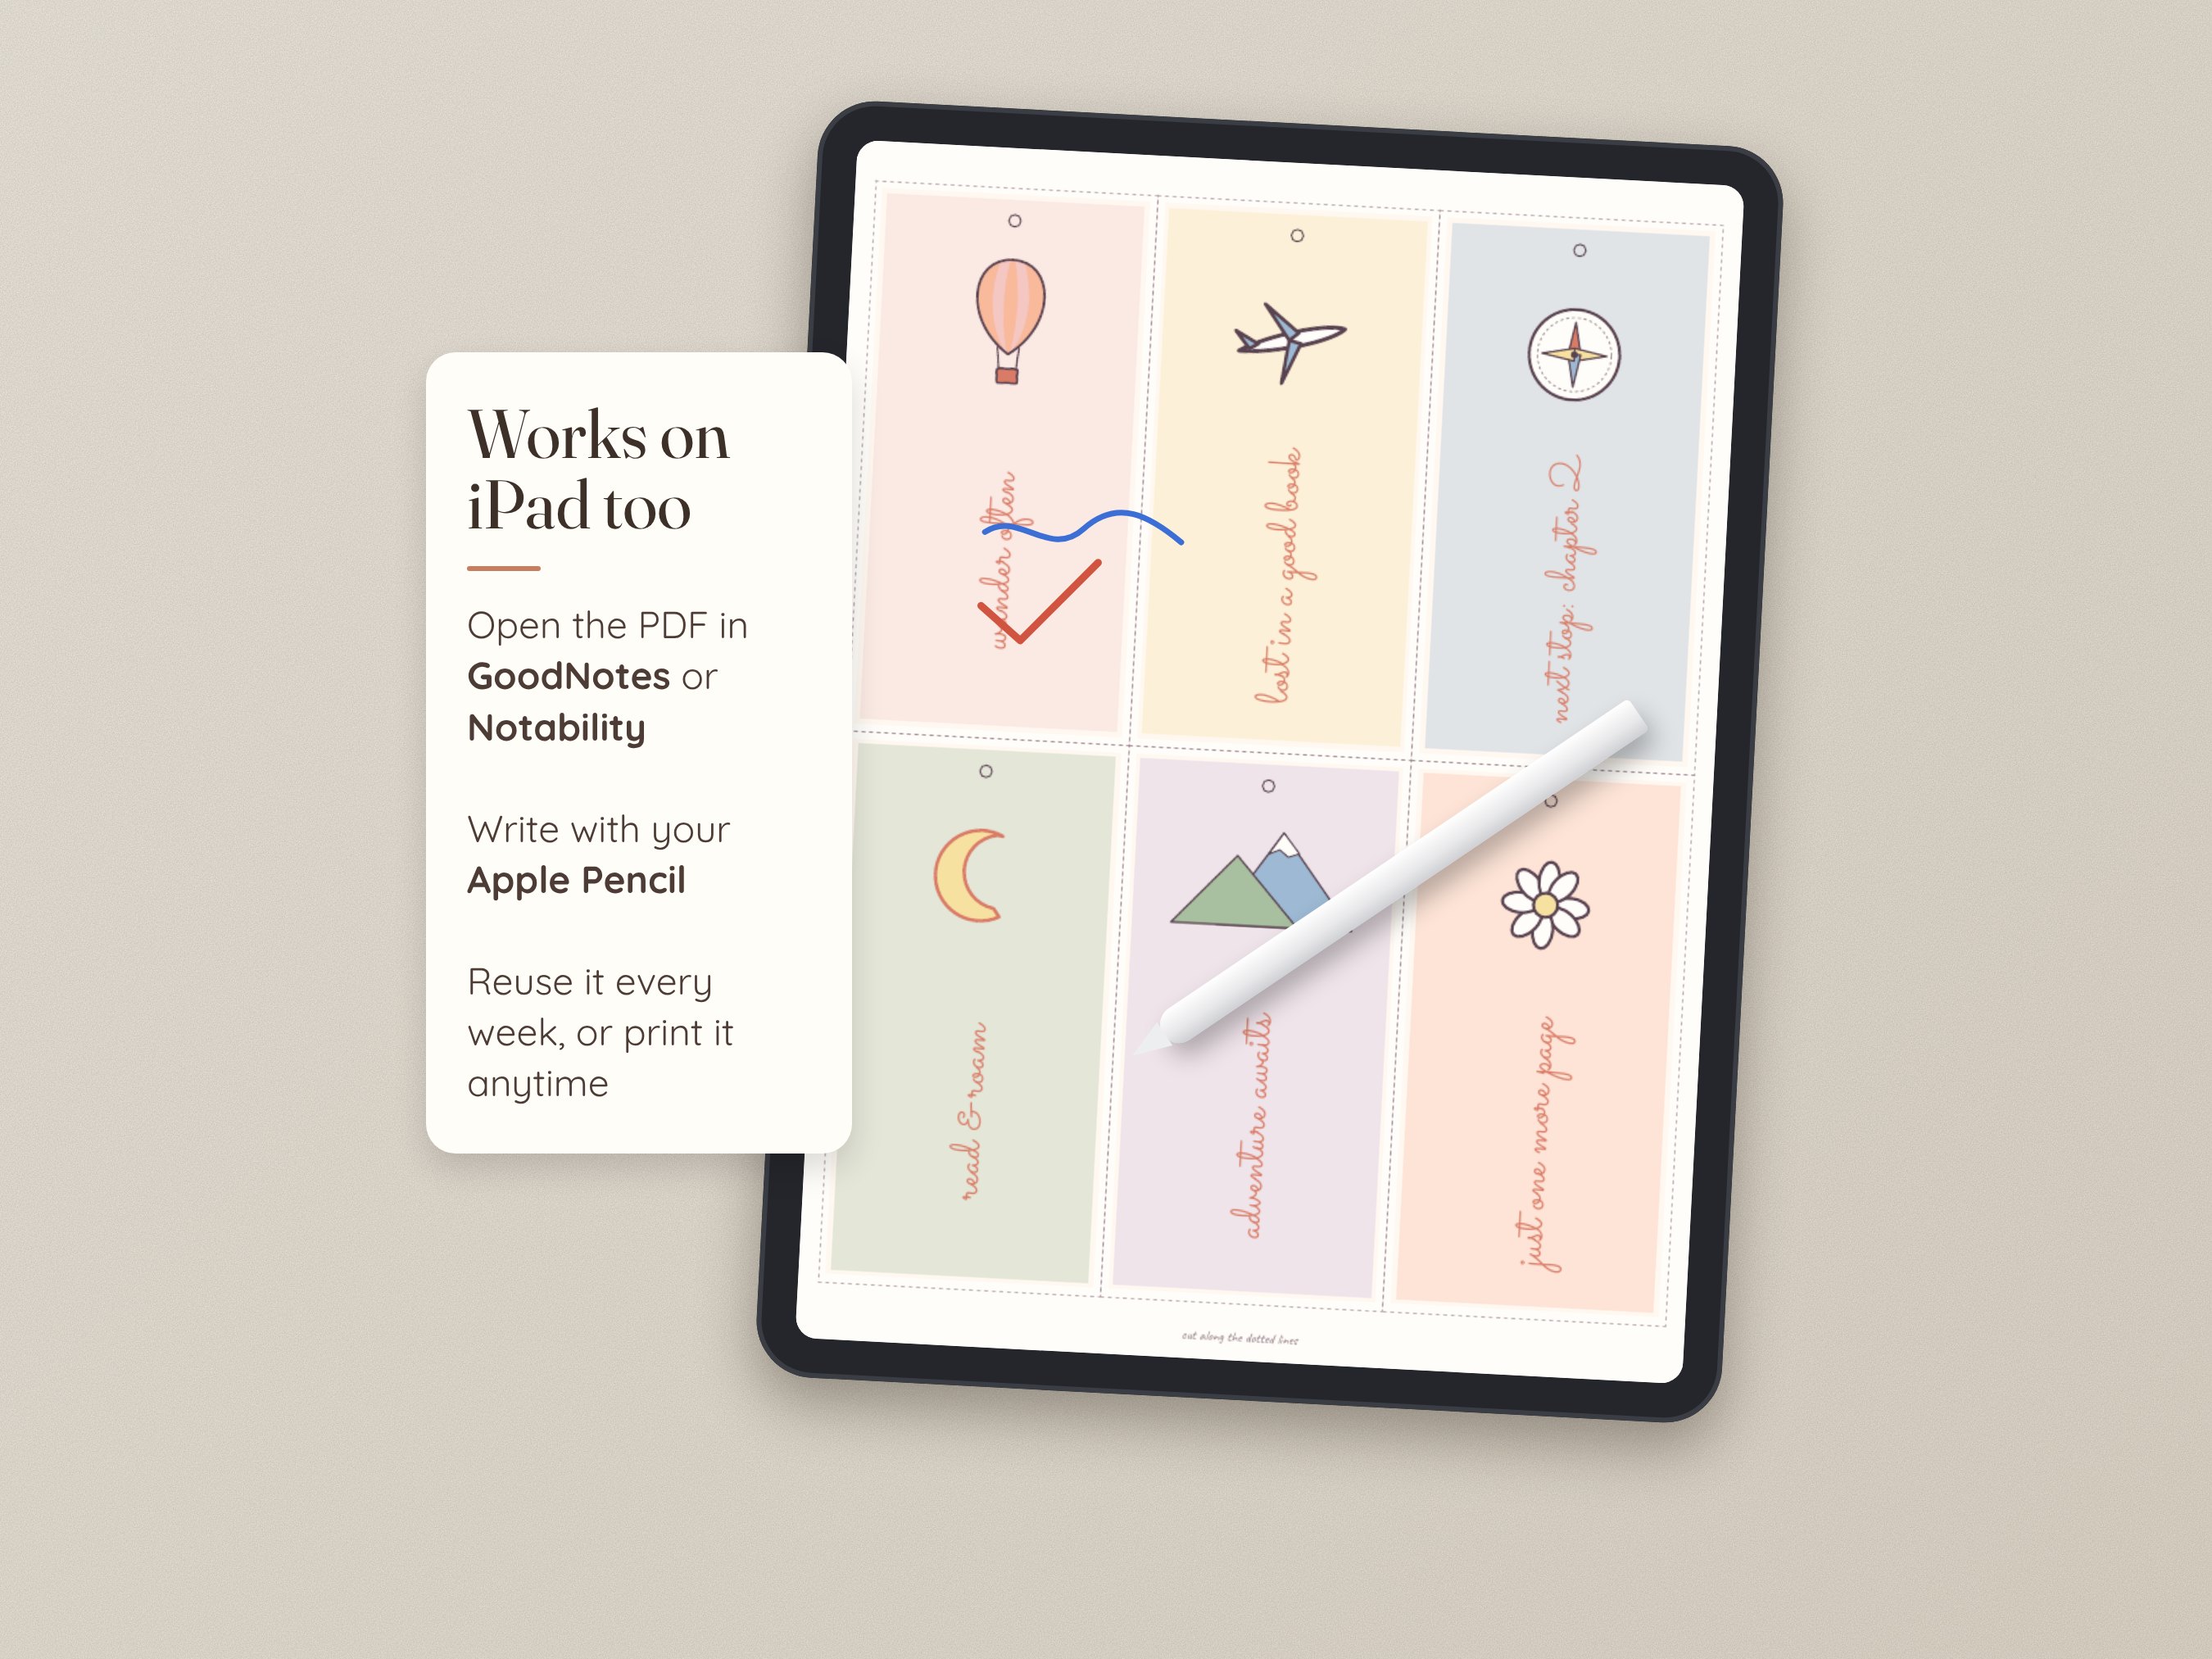 Works on
iPad too
Open the PDF in
GoodNotes or
Notability
Write with your
Apple Pencil
Reuse it every
week, or print it
anytime
wander often
lost in a good book
next stop: chapter 2
read & roam
adventure awaits
just one more page
cut along the dotted lines